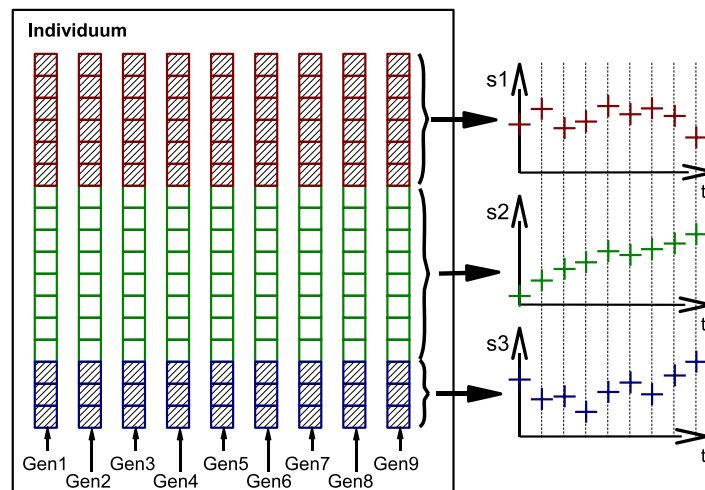 Individuum
s1
t
s2
t
s3
t
Gen1 Gen3 Gen5 Gen7 Gen9
Gen2 Gen4 Gen6 Gen8